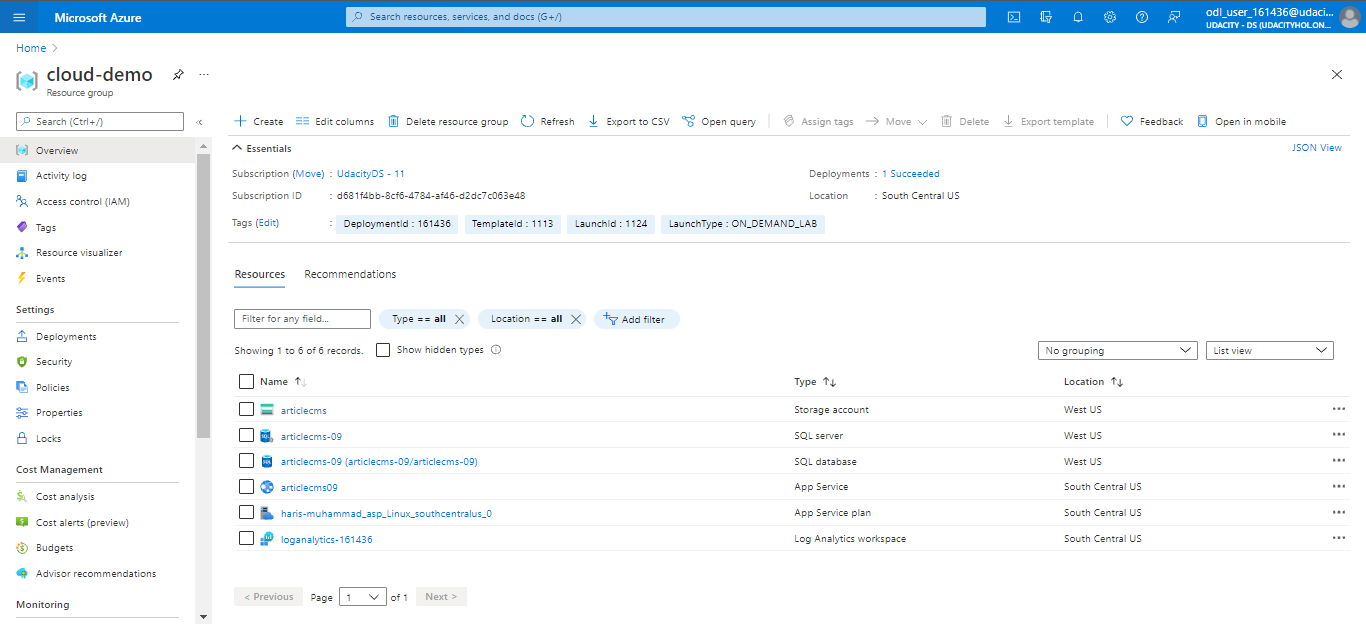 Microsoft Azure
Search resources, services, and docs (G+/)
odl_user_161436@udaci...
UDACITY - DS (UDACITYHOL.ON...
Home >
cloud-demo
Resource group
Search (Ctrl+/)
«
Create Edit columns Delete resource group Refresh Export to CSV Open query Assign tags Move Delete Export template Feedback Open in mobile
Overview
Activity log
Access control (IAM)
Tags
Resource visualizer
Events
Settings
Deployments
Security
Policies
Properties
Locks
Cost Management
Cost analysis
Cost alerts (preview)
Budgets
Advisor recommendations
Monitoring
Essentials
JSON View
Subscription (Move) : UdacityDS - 11
Deployments : 1 Succeeded
Subscription ID : d681f4bb-8cf6-4784-af46-d2dc7c063e48
Location : South Central US
Tags (Edit) : DeploymentId : 161436 TemplateId : 1113 LaunchId : 1124 LaunchType : ON_DEMAND_LAB
Resources Recommendations
Filter for any field...
Type == all
Location == all
Add filter
Showing 1 to 6 of 6 records.
Show hidden types
No grouping
List view
Name Type Location
articlecms Storage account West US
articlecms-09 SQL server West US
articlecms-09 (articlecms-09/articlecms-09) SQL database West US
articlecms09 App Service South Central US
haris-muhammad_asp_Linux_southcentralus_0 App Service plan South Central US
loganalytics-161436 Log Analytics workspace South Central US
< Previous Page 1 of 1 Next >